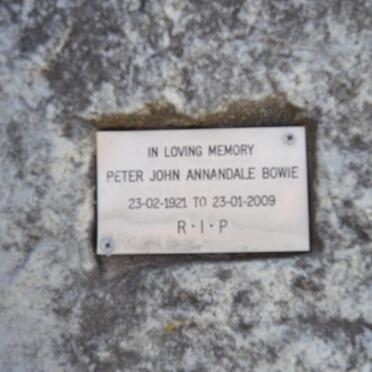 IN LOVING MEMORY
PETER JOHN ANNANDALE BOWIE
23-02-1921 TO 23-01-2009
R·I·P